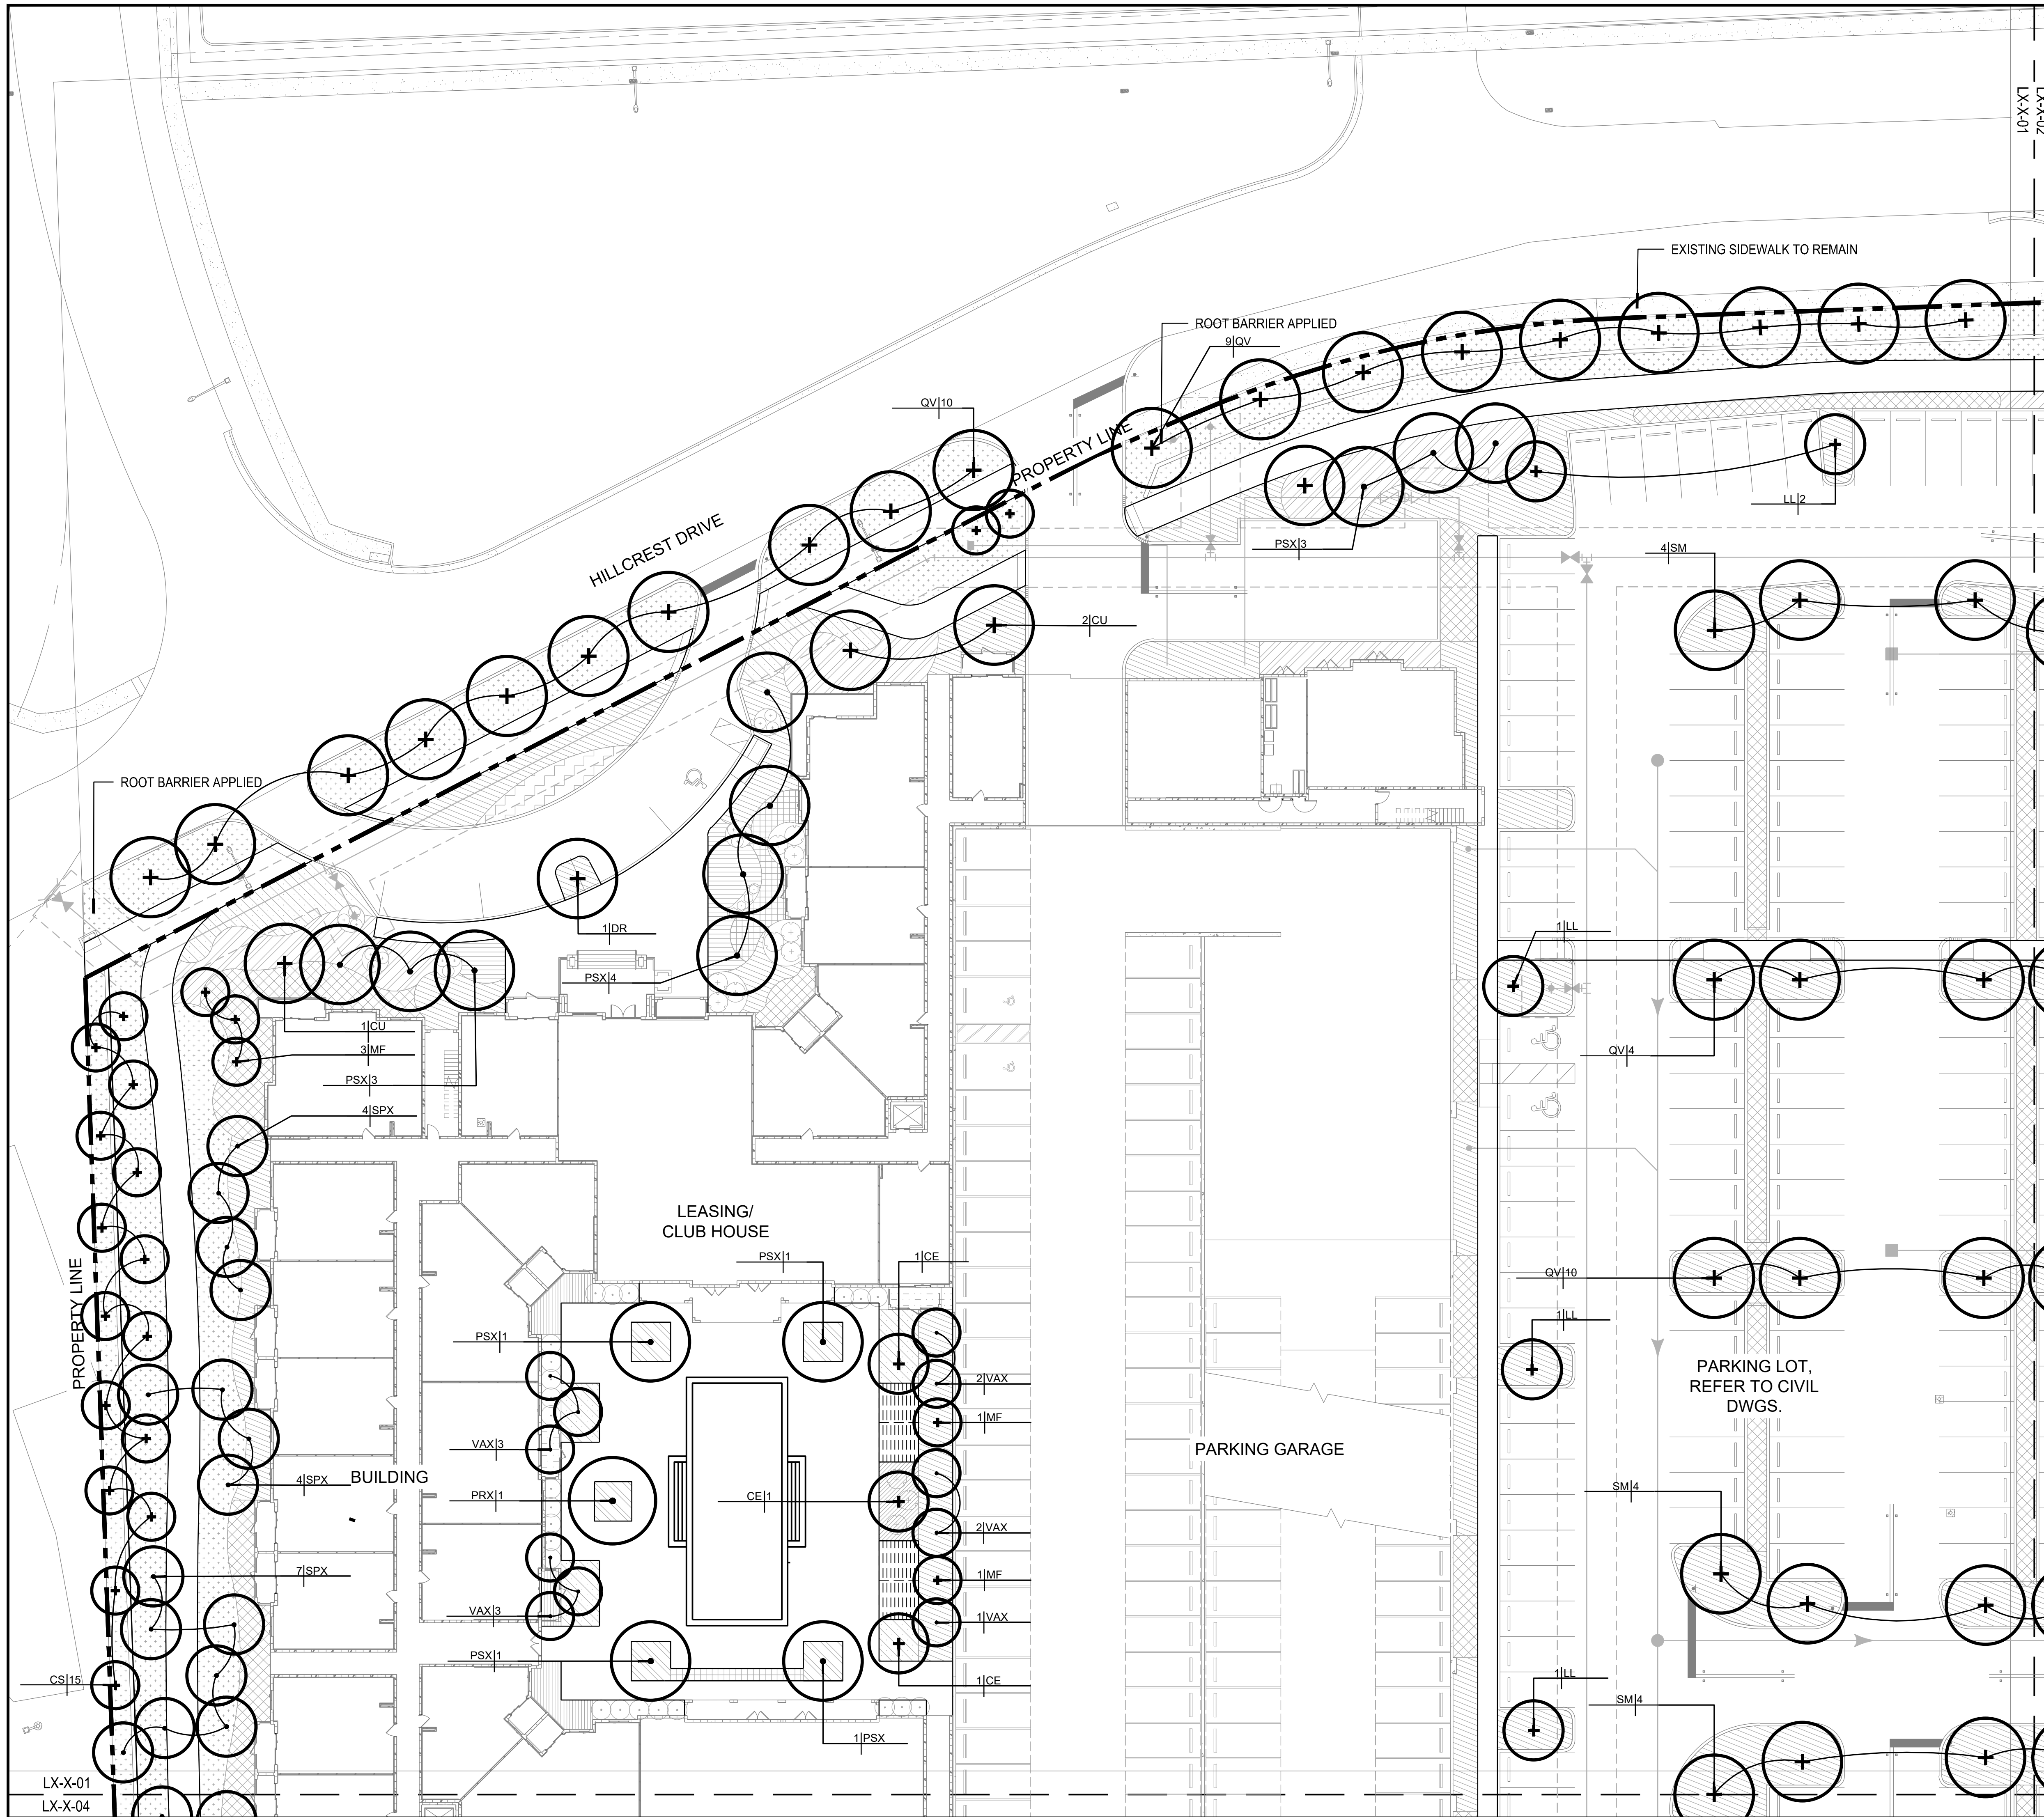 LX-X-02
LX-X-01
EXISTING SIDEWALK TO REMAIN
ROOT BARRIER APPLIED
9|QV
QV|10
PROPERTY LINE
HILLCREST DRIVE
LL|2
PSX|3
4|SM
2|CU
ROOT BARRIER APPLIED
1|DR
1|LL
PSX|4
1|CU
3|MF
QV|4
PSX|3
4|SPX
LEASING/
CLUB HOUSE
PSX|1
1|CE
QV|10
PROPERTY LINE
1|LL
PSX|1
PARKING LOT,
REFER TO CIVIL
DWGS.
2|VAX
1|MF
VAX|3
PARKING GARAGE
4|SPX
BUILDING
PRX|1
CE|1
SM|4
2|VAX
7|SPX
1|MF
VAX|3
1|VAX
PSX|1
CS|15
1|CE
1|LL
SM|4
1|PSX
LX-X-01
LX-X-04